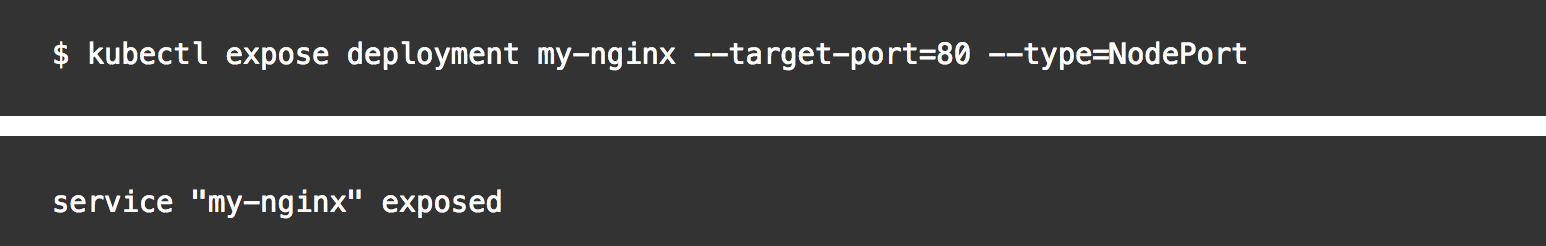 $ kubectl expose deployment my-nginx --target-port=80 --type=NodePort
service "my-nginx" exposed